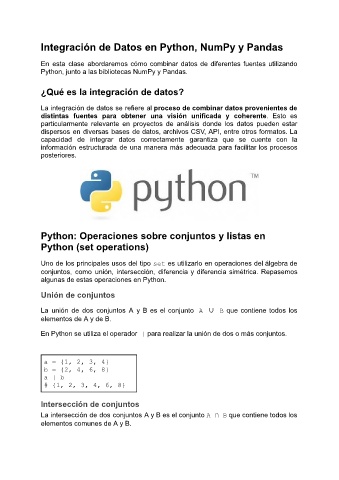 Integración de Datos en Python, NumPy y Pandas
En esta clase abordaremos cómo combinar datos de diferentes fuentes utilizando
Python, junto a las bibliotecas NumPy y Pandas.
¿Qué es la integración de datos?
La integración de datos se refiere al proceso de combinar datos provenientes de
distintas fuentes para obtener una visión unificada y coherente. Esto es
particularmente relevante en proyectos de análisis donde los datos pueden estar
dispersos en diversas bases de datos, archivos CSV, API, entre otros formatos. La
capacidad de integrar datos correctamente garantiza que se cuente con la
información estructurada de una manera más adecuada para facilitar los procesos
posteriores.
python™
Python: Operaciones sobre conjuntos y listas en
Python (set operations)
Uno de los principales usos del tipo set es utilizarlo en operaciones del álgebra de
conjuntos, como unión, intersección, diferencia y diferencia simétrica. Repasemos
algunas de estas operaciones en Python.
Unión de conjuntos
La unión de dos conjuntos A y B es el conjunto A ∪ B que contiene todos los
elementos de A y de B.
En Python se utiliza el operador | para realizar la unión de dos o más conjuntos.
a = {1, 2, 3, 4}
b = {2, 4, 6, 8}
a | b
# {1, 2, 3, 4, 6, 8}
Intersección de conjuntos
La intersección de dos conjuntos A y B es el conjunto A ∩ B que contiene todos los
elementos comunes de A y B.